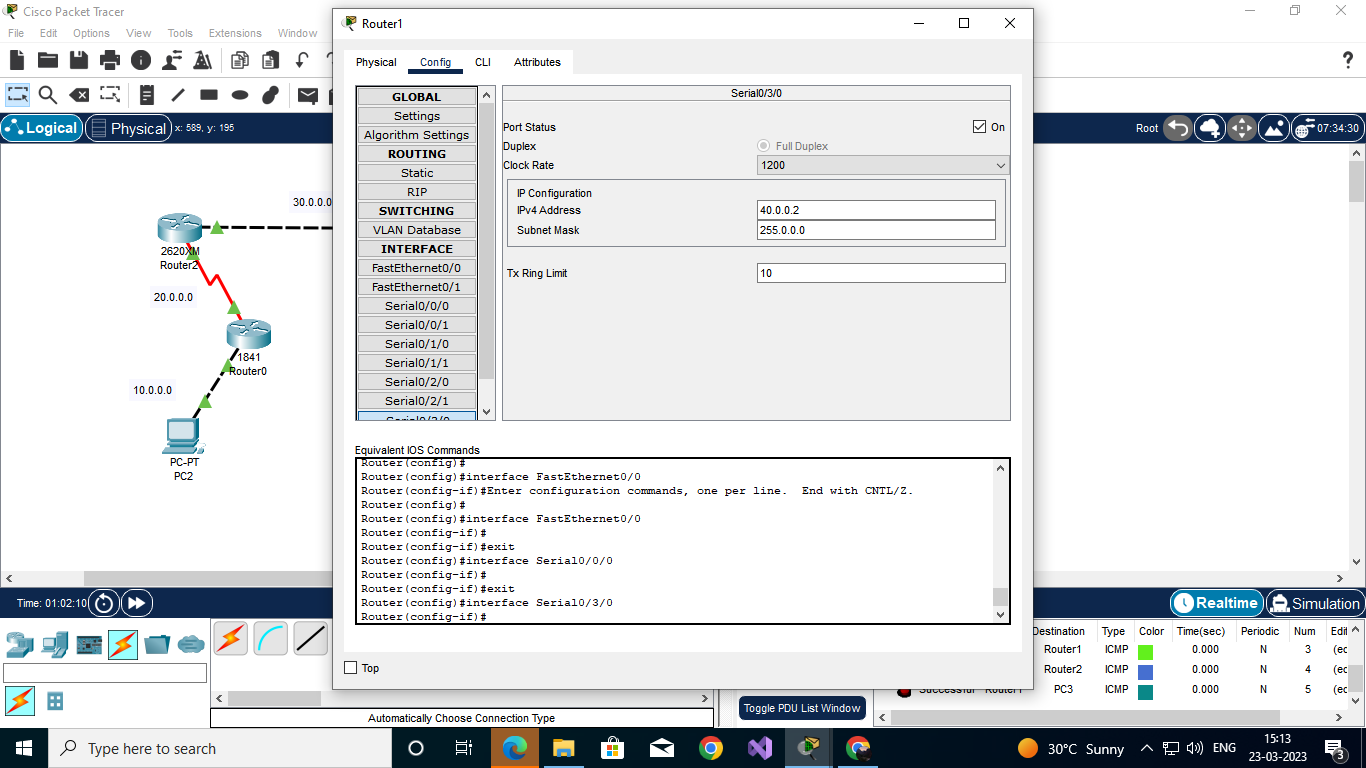 Cisco Packet Tracer
File Edit Options View Tools Extensions Window
?
Logical Physical x: 589, y: 195
Root 07:34:30
30.0.0.0
2620XM
Router2
20.0.0.0
1841
Router0
10.0.0.0
PC-PT
PC2
Router1
Physical Config CLI Attributes
GLOBAL
Settings
Algorithm Settings
ROUTING
Static
RIP
SWITCHING
VLAN Database
INTERFACE
FastEthernet0/0
FastEthernet0/1
Serial0/0/0
Serial0/0/1
Serial0/1/0
Serial0/1/1
Serial0/2/0
Serial0/2/1
Serial0/3/0
Serial0/3/0
Port Status On
Duplex Full Duplex
Clock Rate 1200
IP Configuration
IPv4 Address 40.0.0.2
Subnet Mask 255.0.0.0
Tx Ring Limit 10
Equivalent IOS Commands
Router(config)#
Router(config)#interface FastEthernet0/0
Router(config-if)#Enter configuration commands, one per line. End with CNTL/Z.
Router(config)#
Router(config)#interface FastEthernet0/0
Router(config-if)#
Router(config-if)#exit
Router(config)#interface Serial0/0/0
Router(config-if)#
Router(config-if)#exit
Router(config)#interface Serial0/3/0
Router(config-if)#
Top
Time: 01:02:10
Realtime Simulation
Automatically Choose Connection Type
Toggle PDU List Window
Destination Type Color Time(sec) Periodic Num
Router1 ICMP 0.000 N 3
Router2 ICMP 0.000 N 4
Successful Router1 PC3 ICMP 0.000 N 5
Type here to search
30°C Sunny ENG 15:13
23-03-2023 3